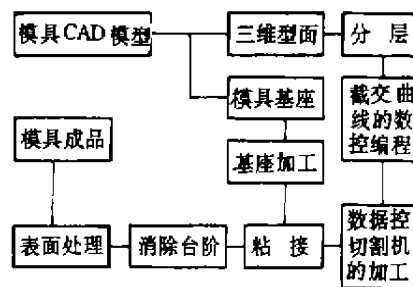 模具CAD模型
三维型面
分层
模具基座
截交曲
线的数
控编程
模具成品
基座加工
表面处理
消除台阶
粘接
数据控
切割机
的加工